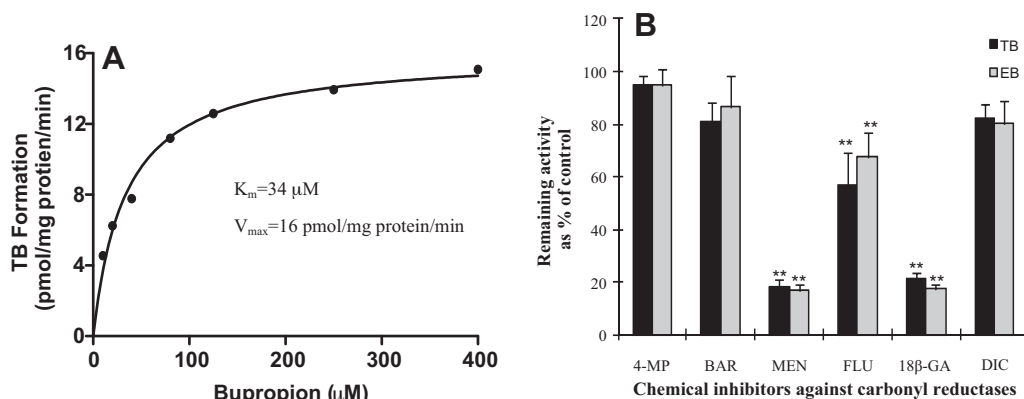 A
16
12
8
4
0
0
100
200
300
400
TB Formation
(pmol/mg protien/min)
Bupropion (μM)
Km=34 μM
Vmax=16 pmol/mg protein/min
B
TB
EB
120
100
80
60
40
20
0
Remaining activity
as % of control
** **
** **
** **
4-MP BAR MEN FLU 18β-GA DIC
Chemical inhibitors against carbonyl reductases